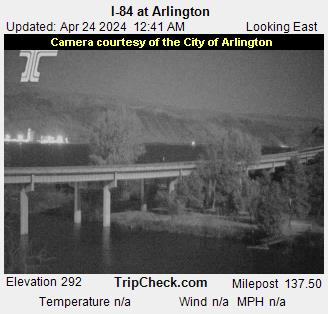 I-84 at Arlington
Updated: Apr 24 2024 12:41 AM Looking East
Camera courtesy of the City of Arlington
Elevation 292 TripCheck.com Milepost 137.50
Temperature n/a Wind n/a MPH n/a